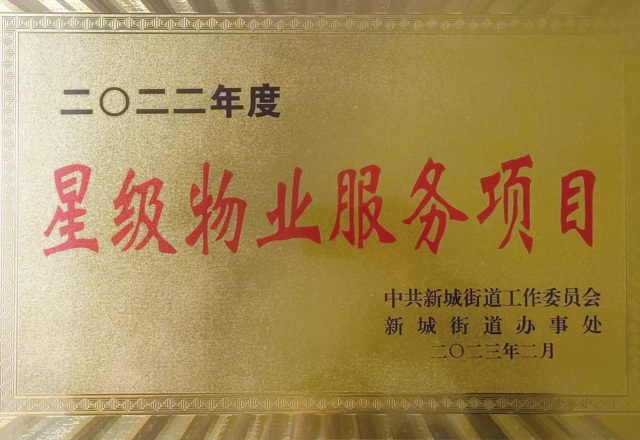 二〇二二年度
星级物业服务项目
中共新城街道工作委员会
新城街道办事处
二〇二三年二月